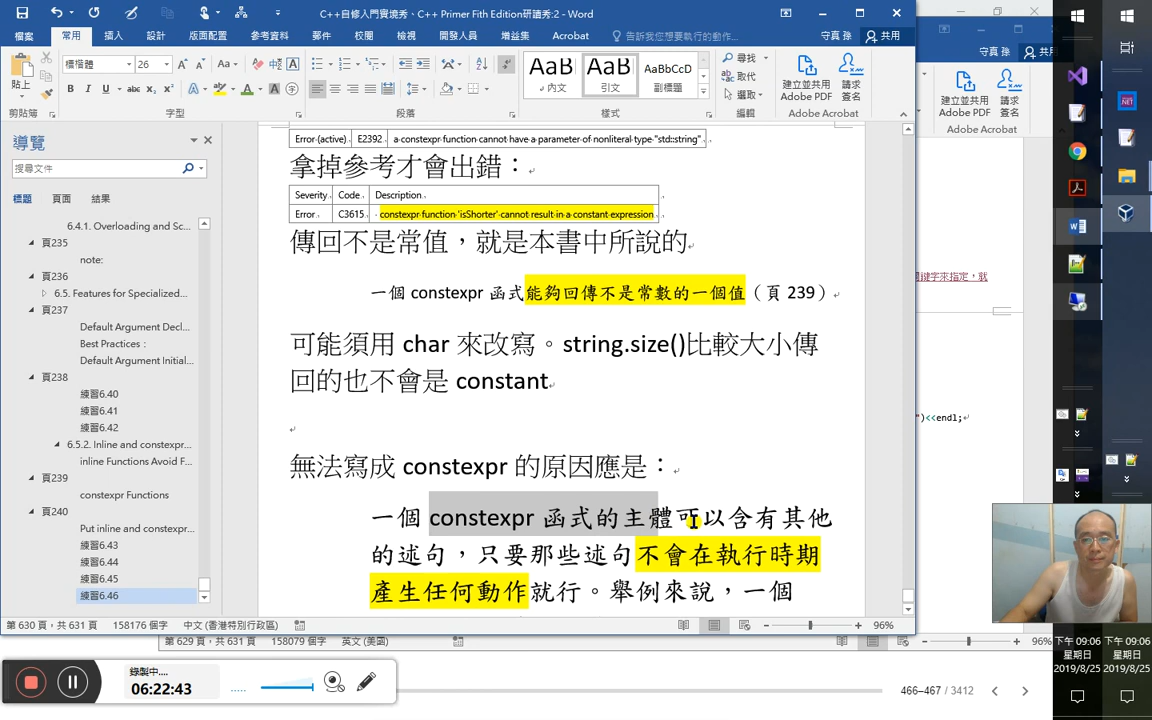 C++自修入門實境秀、C++ Primer Fith Edition研讀秀:2 - Word
檔案 常用 插入 設計 版面配置 參考資料 郵件 校閱 檢視 開發人員 增益集 Acrobat 告訴我您想要執行的動作... 守真 孫 共用
守真 孫 共用
標楷體 26
貼上
AaB AaB AaBbCcD
內文 引文 副標題
尋找 取代 選取
建立並共用 Adobe PDF 請求簽名
建立並共用 Adobe PDF 請求簽名
剪貼簿 字型 段落 樣式 編輯 Adobe Acrobat
Adobe Acrobat
導覽
搜尋文件
標題 頁面 結果
6.4.1. Overloading and Sc...
頁235
note:
頁236
6.5. Features for Specialized...
頁237
Default Argument Decl...
Best Practices：
Default Argument Initial...
頁238
練習6.40
練習6.41
練習6.42
6.5.2. Inline and constexpr...
inline Functions Avoid F...
頁239
constexpr Functions
頁240
Put inline and constexpr...
練習6.43
練習6.44
練習6.45
練習6.46
Error (active) E2392 a constexpr function cannot have a parameter of nonliteral type "std::string"
拿掉參考才會出錯：
Severity Code Description
Error C3615 constexpr function 'isShorter' cannot result in a constant expression
傳回不是常值，就是本書中所說的
一個 constexpr 函式能夠回傳不是常數的一個值（頁 239）
可能須用 char 來改寫。string.size()比較大小傳
回的也不會是 constant
無法寫成 constexpr 的原因應是：
一個 constexpr 函式的主體可以含有其他
的述句，只要那些述句不會在執行時期
產生任何動作就行。舉例來說，一個
鍵字來指定，就
")<<endl;
第 630 頁，共 631 頁 158176 個字 中文 (香港特別行政區) 96%
第 629 頁，共 631 頁 158079 個字 英文 (美國) 96%
錄製中....
06:22:43
466–467 / 3412
下午 09:06
星期日
2019/8/25
下午 09:06
星期日
2019/8/25